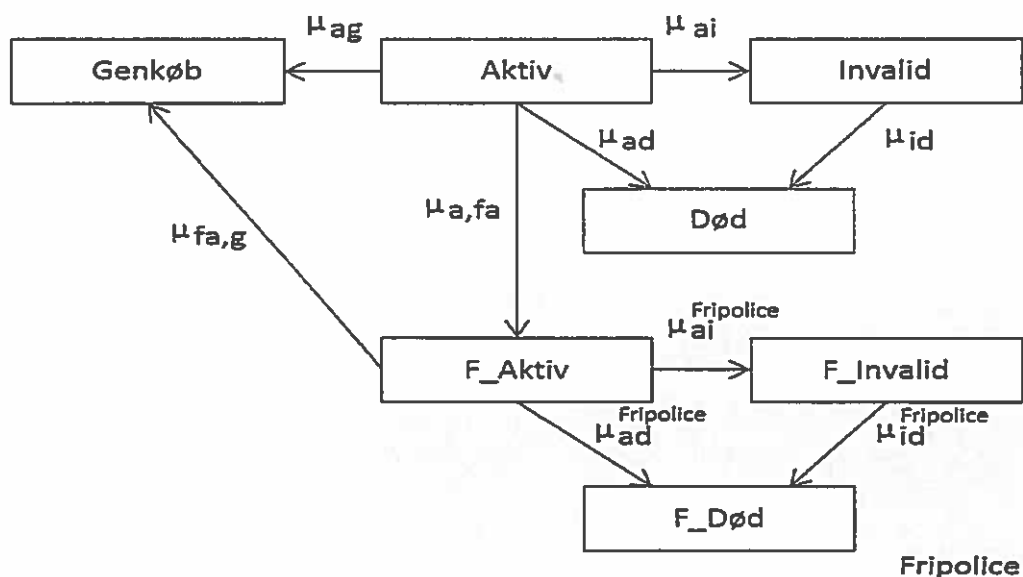 μag
μai
Genkøb
Aktiv
Invalid
μad
μid
Død
μa,fa
μfa,g
μai Fripolice
F_Aktiv
F_Invalid
μad Fripolice
μid Fripolice
F_Død
Fripolice